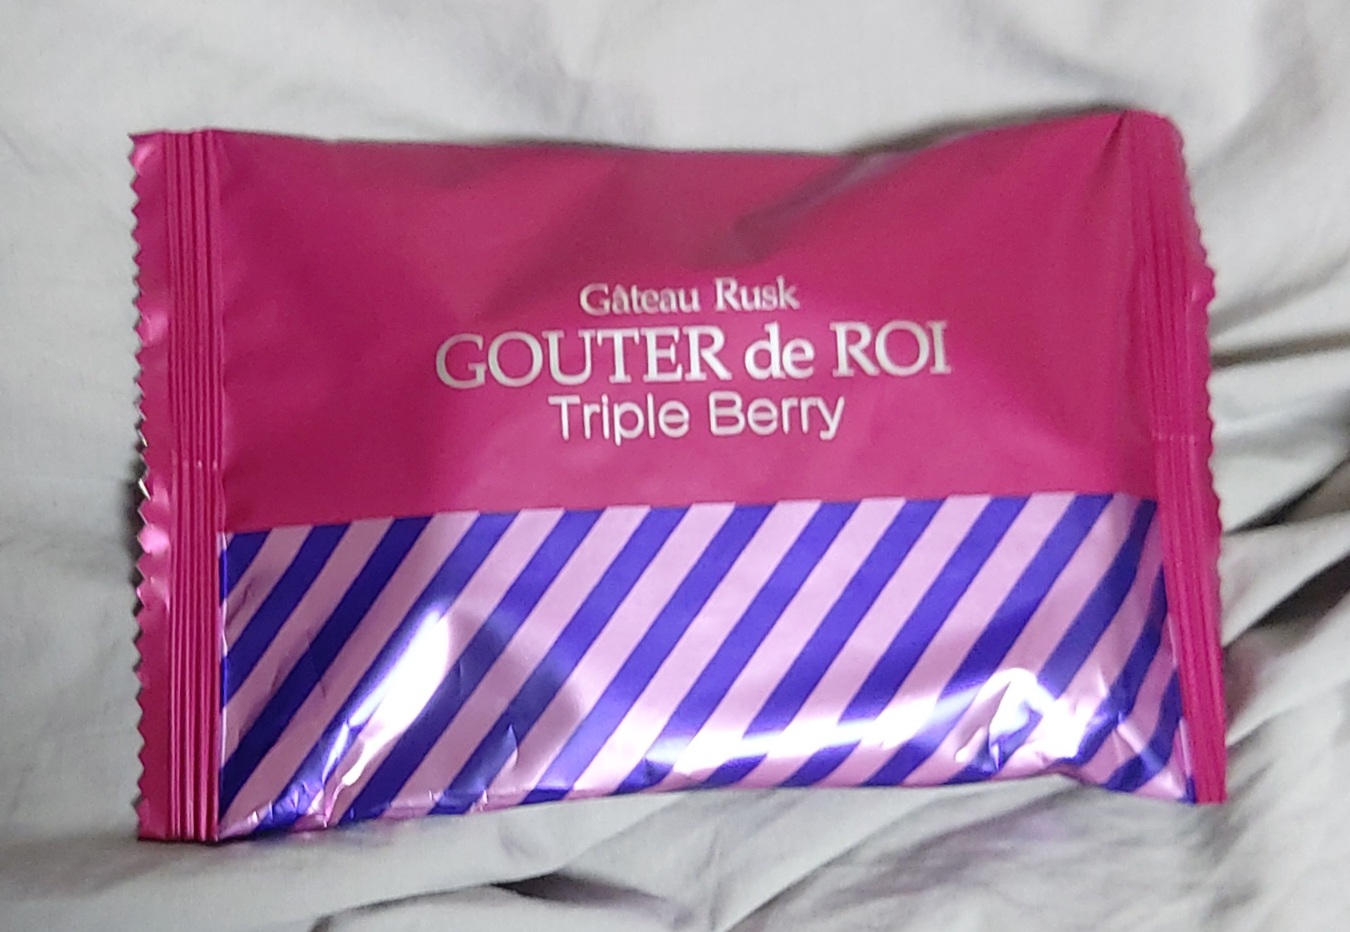 Gâteau Rusk
GOUTER de ROI
Triple Berry